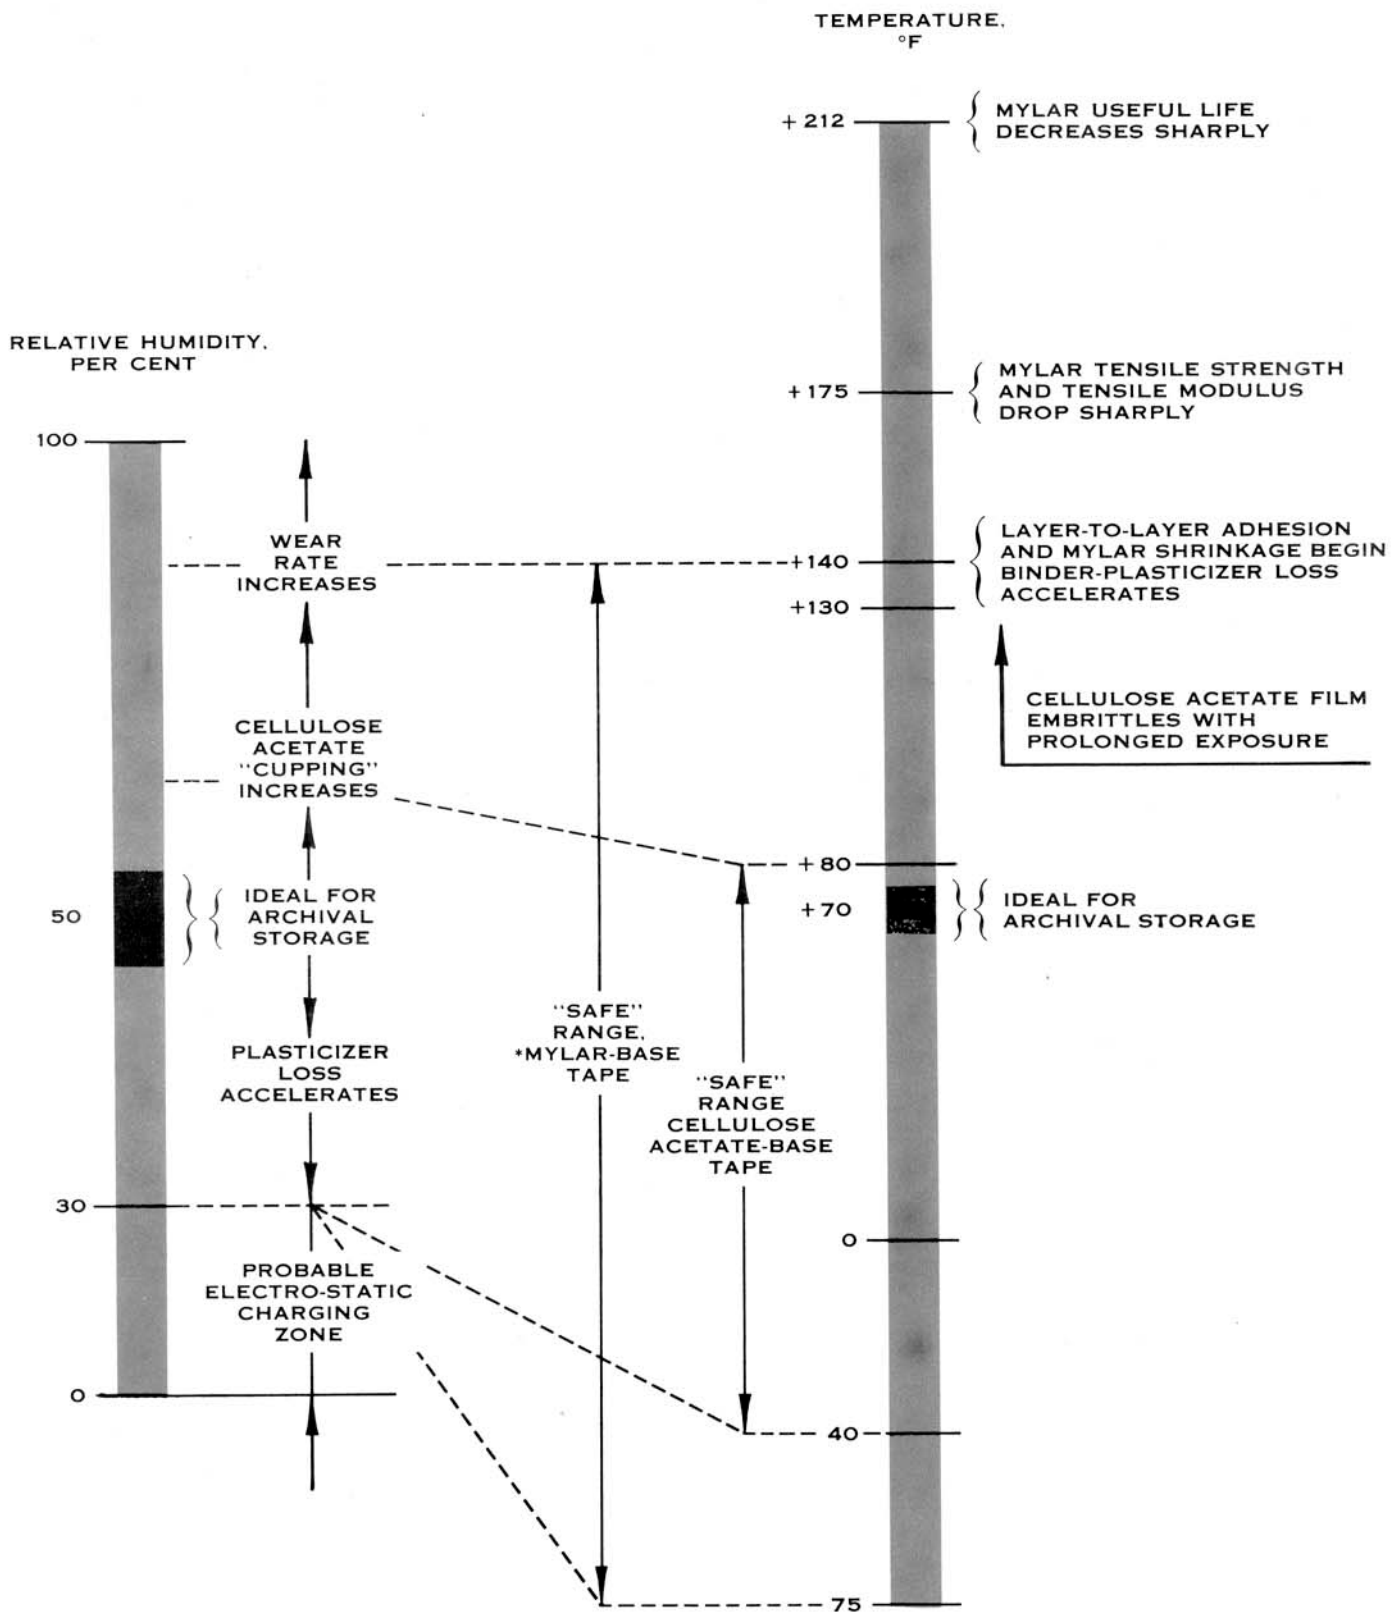 TEMPERATURE,
°F
+ 212
MYLAR USEFUL LIFE
DECREASES SHARPLY
RELATIVE HUMIDITY,
PER CENT
+ 175
MYLAR TENSILE STRENGTH
AND TENSILE MODULUS
DROP SHARPLY
100
WEAR
RATE
INCREASES
+140
+130
LAYER-TO-LAYER ADHESION
AND MYLAR SHRINKAGE BEGIN
BINDER-PLASTICIZER LOSS
ACCELERATES
CELLULOSE ACETATE FILM
EMBRITTLES WITH
PROLONGED EXPOSURE
CELLULOSE
ACETATE
"CUPPING"
INCREASES
+ 80
50
IDEAL FOR
ARCHIVAL
STORAGE
+ 70
IDEAL FOR
ARCHIVAL STORAGE
PLASTICIZER
LOSS
ACCELERATES
"SAFE"
RANGE,
*MYLAR-BASE
TAPE
"SAFE"
RANGE
CELLULOSE
ACETATE-BASE
TAPE
30
0
PROBABLE
ELECTRO-STATIC
CHARGING
ZONE
0
— 40
— 75